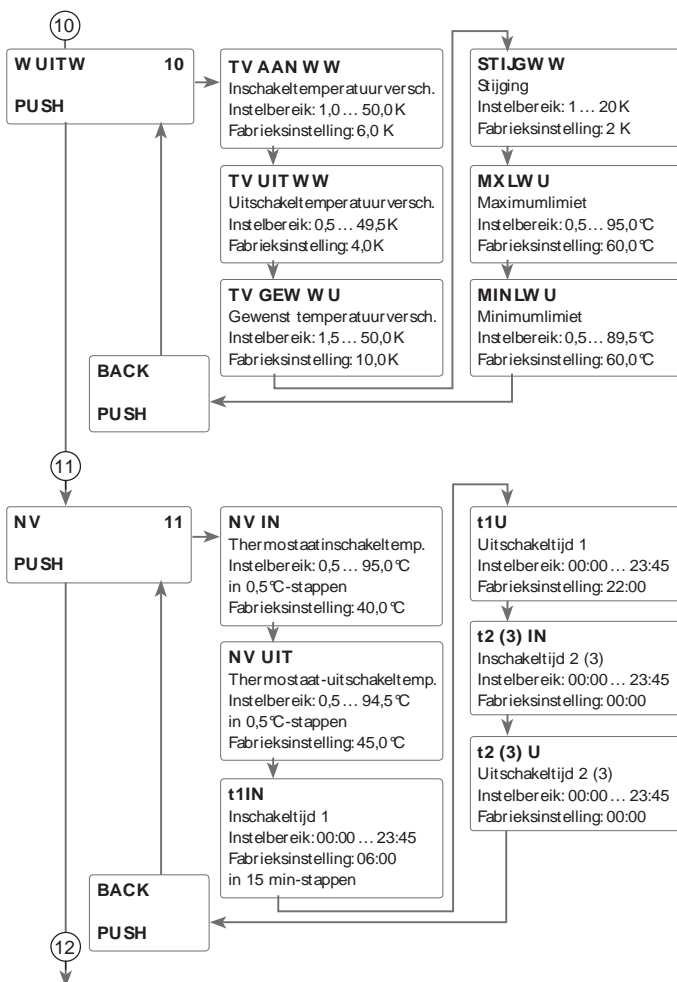 10
W UITW 10
PUSH
TV AAN WW
Inschakeltemperatuurversch.
Instelbereik: 1,0 … 50,0 K
Fabrieksinstelling: 6,0 K
TV UIT WW
Uitschakeltemperatuurversch.
Instelbereik: 0,5 … 49,5 K
Fabrieksinstelling: 4,0 K
TV GEW WU
Gewenst temperatuurversch.
Instelbereik: 1,5 … 50,0 K
Fabrieksinstelling: 10,0 K
STIJGWW
Stijging
Instelbereik: 1 … 20 K
Fabrieksinstelling: 2 K
MXLWU
Maximumlimiet
Instelbereik: 0,5 … 95,0 °C
Fabrieksinstelling: 60,0 °C
MINLWU
Minimumlimiet
Instelbereik: 0,5 … 89,5 °C
Fabrieksinstelling: 60,0 °C
BACK
PUSH
11
NV 11
PUSH
NV IN
Thermostaatinschakeltemp.
Instelbereik: 0,5 … 95,0 °C
in 0,5 °C-stappen
Fabrieksinstelling: 40,0 °C
NV UIT
Thermostaat-uitschakeltemp.
Instelbereik: 0,5 … 94,5 °C
in 0,5 °C-stappen
Fabrieksinstelling: 45,0 °C
t1IN
Inschakeltijd 1
Instelbereik: 00:00 … 23:45
Fabrieksinstelling: 06:00
in 15 min-stappen
t1U
Uitschakeltijd 1
Instelbereik: 00:00 … 23:45
Fabrieksinstelling: 22:00
t2 (3) IN
Inschakeltijd 2 (3)
Instelbereik: 00:00 … 23:45
Fabrieksinstelling: 00:00
t2 (3) U
Uitschakeltijd 2 (3)
Instelbereik: 00:00 … 23:45
Fabrieksinstelling: 00:00
BACK
PUSH
12